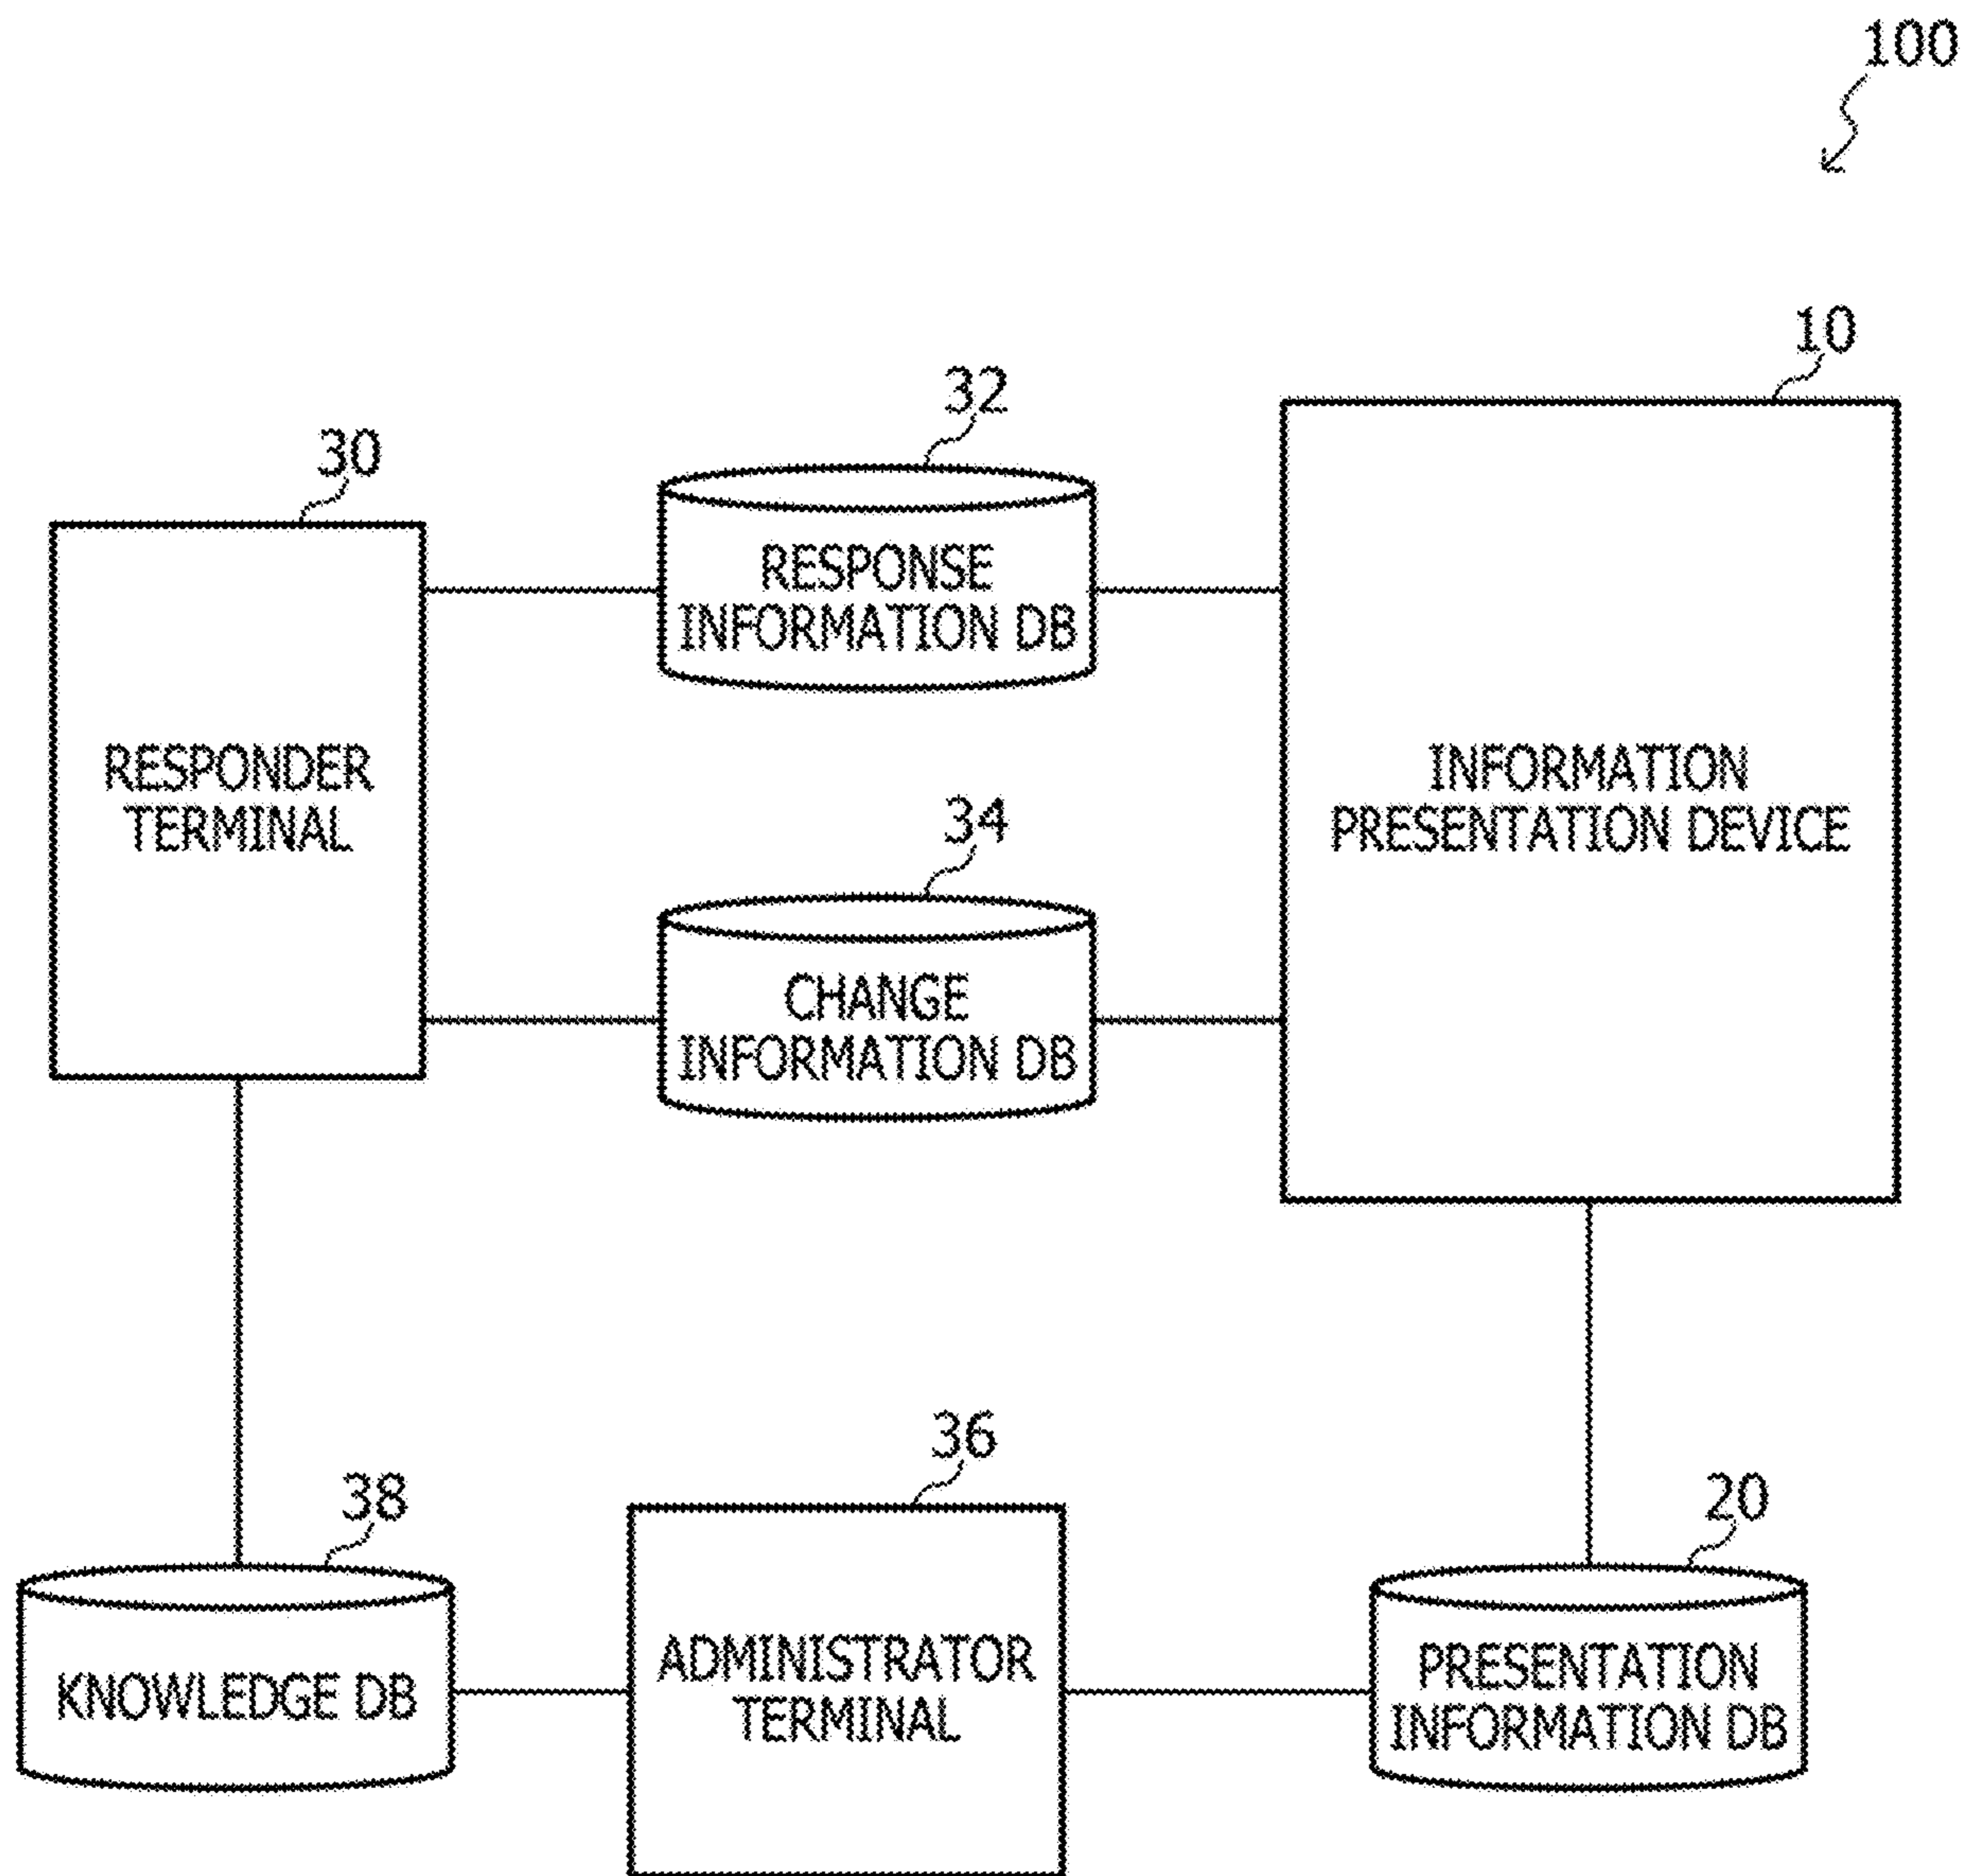 100
10
32
30
RESPONSE
INFORMATION DB
RESPONDER
TERMINAL
INFORMATION
PRESENTATION DEVICE
34
CHANGE
INFORMATION DB
36
38
20
KNOWLEDGE DB
ADMINISTRATOR
TERMINAL
PRESENTATION
INFORMATION DB